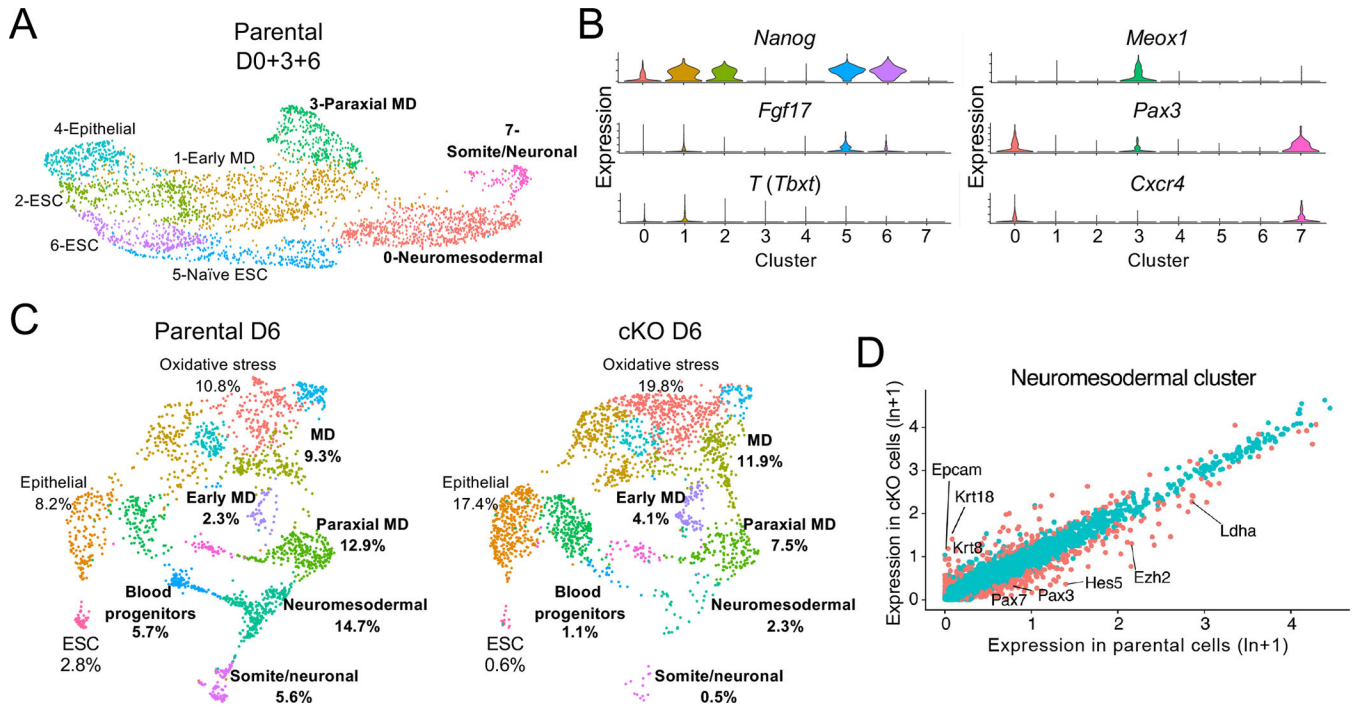 A
Parental
D0+3+6
3-Paraxial MD
4-Epithelial
7-
Somite/Neuronal
1-Early MD
2-ESC
6-ESC
0-Neuromesodermal
5-Naïve ESC
B
Nanog
Meox1
Fgf17
Pax3
T (Tbxt)
Cxcr4
Expression
Expression
0 1 2 3 4 5 6 7
0 1 2 3 4 5 6 7
Cluster
Cluster
C
Parental D6
Oxidative stress
10.8%
MD
9.3%
Epithelial
8.2%
Early MD
2.3%
Paraxial MD
12.9%
Blood
progenitors
5.7%
Neuromesodermal
14.7%
ESC
2.8%
Somite/neuronal
5.6%
cKO D6
Oxidative stress
19.8%
MD
11.9%
Epithelial
17.4%
Early MD
4.1%
Paraxial MD
7.5%
Blood
progenitors
1.1%
Neuromesodermal
2.3%
ESC
0.6%
Somite/neuronal
0.5%
D
Neuromesodermal cluster
Expression in cKO cells (ln+1)
4
3
2
1
0
Epcam
Krt18
Krt8
Ldha
Ezh2
Hes5
Pax3
Pax7
0 1 2 3 4
Expression in parental cells (ln+1)